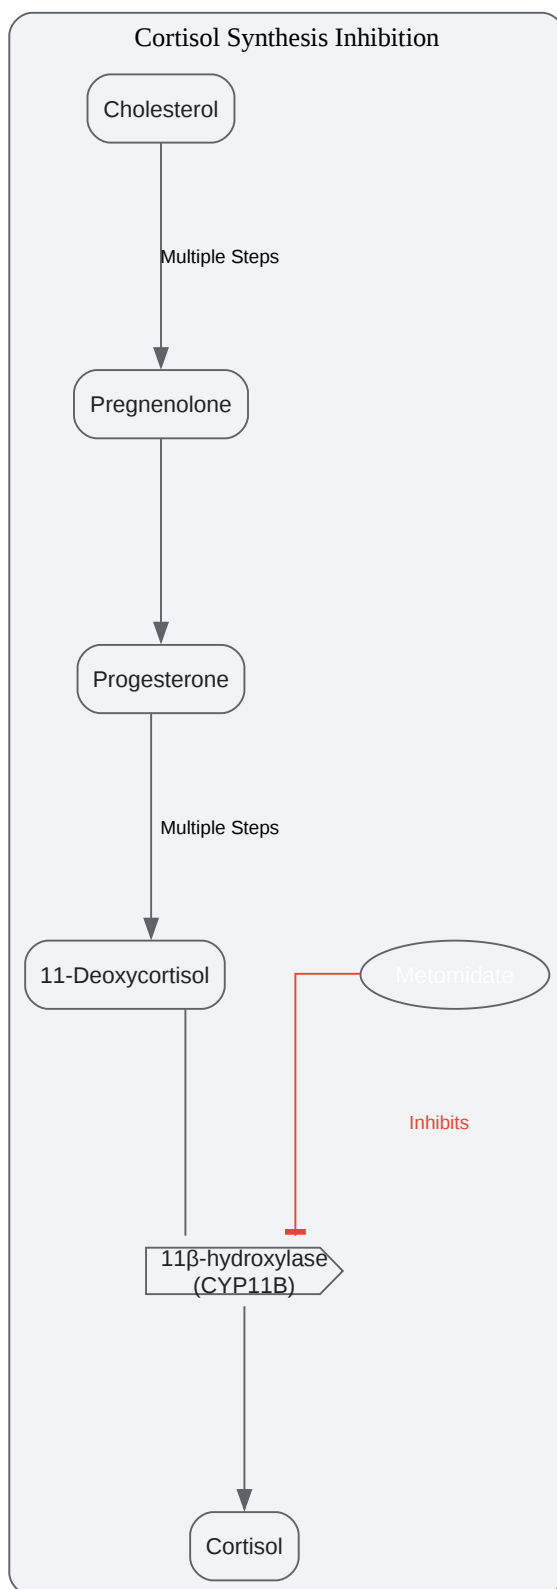 Cortisol Synthesis Inhibition
Cholesterol
Multiple Steps
Pregnenolone
Progesterone
Multiple Steps
11-Deoxycortisol
Metomidate
Inhibits
11β-hydroxylase
(CYP11B)
Cortisol